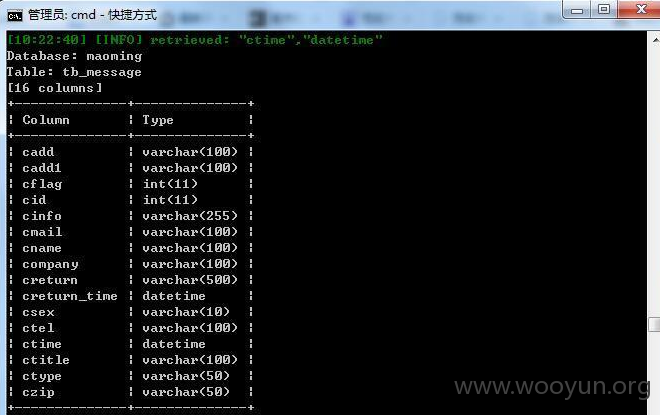 管理员: cmd - 快捷方式
[10:22:40] [INFO] retrieved: "ctime","datetime"
Database: maoming
Table: tb_message
[16 columns]
+--------------+--------------+
¦ Column ¦ Type ¦
+--------------+--------------+
¦ cadd ¦ varchar(100) ¦
¦ cadd1 ¦ varchar(100) ¦
¦ cflag ¦ int(11) ¦
¦ cid ¦ int(11) ¦
¦ cinfo ¦ varchar(255) ¦
¦ cmail ¦ varchar(100) ¦
¦ cname ¦ varchar(100) ¦
¦ company ¦ varchar(100) ¦
¦ creturn ¦ varchar(500) ¦
¦ creturn_time ¦ datetime ¦
¦ csex ¦ varchar(10) ¦
¦ ctel ¦ varchar(100) ¦
¦ ctime ¦ datetime ¦
¦ ctitle ¦ varchar(100) ¦
¦ ctype ¦ varchar(50) ¦
¦ czip ¦ varchar(50) ¦
+--------------+--------------+
www.wooyun.org